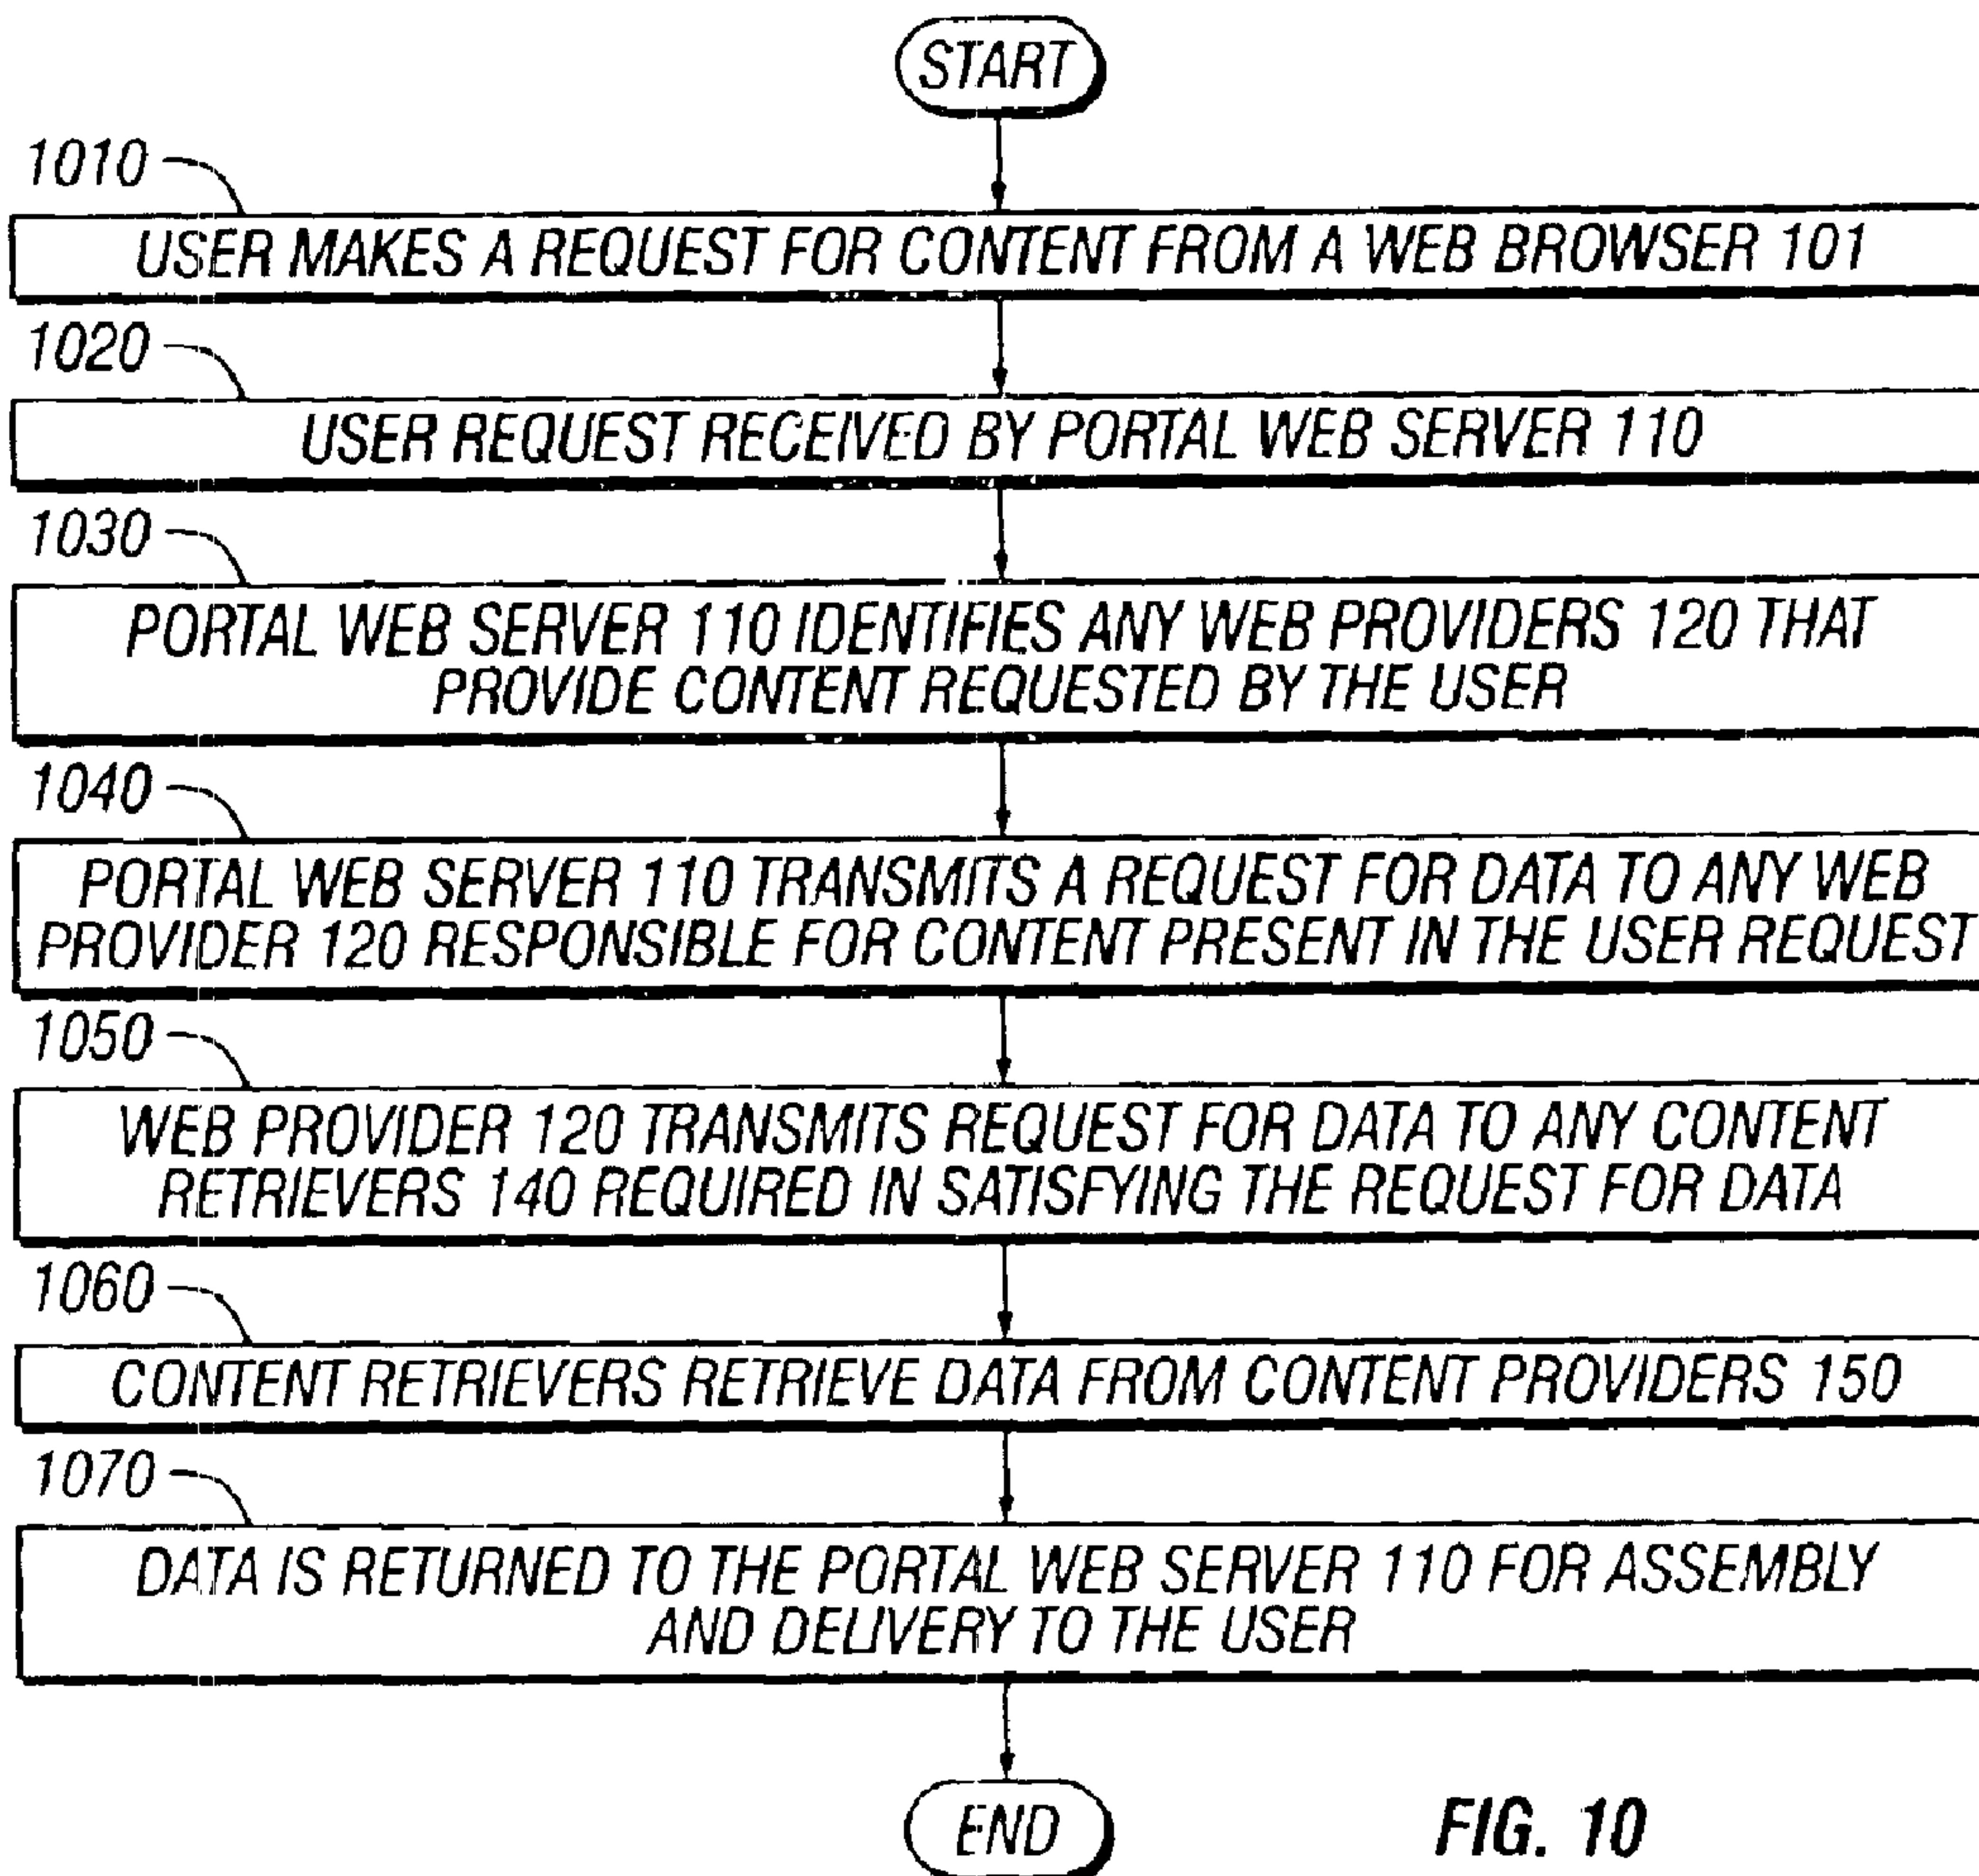 START
1010
USER MAKES A REQUEST FOR CONTENT FROM A WEB BROWSER 101
1020
USER REQUEST RECEIVED BY PORTAL WEB SERVER 110
1030
PORTAL WEB SERVER 110 IDENTIFIES ANY WEB PROVIDERS 120 THAT
PROVIDE CONTENT REQUESTED BY THE USER
1040
PORTAL WEB SERVER 110 TRANSMITS A REQUEST FOR DATA TO ANY WEB
PROVIDER 120 RESPONSIBLE FOR CONTENT PRESENT IN THE USER REQUEST
1050
WEB PROVIDER 120 TRANSMITS REQUEST FOR DATA TO ANY CONTENT
RETRIEVERS 140 REQUIRED IN SATISFYING THE REQUEST FOR DATA
1060
CONTENT RETRIEVERS RETRIEVE DATA FROM CONTENT PROVIDERS 150
1070
DATA IS RETURNED TO THE PORTAL WEB SERVER 110 FOR ASSEMBLY
AND DELIVERY TO THE USER
END
FIG. 10